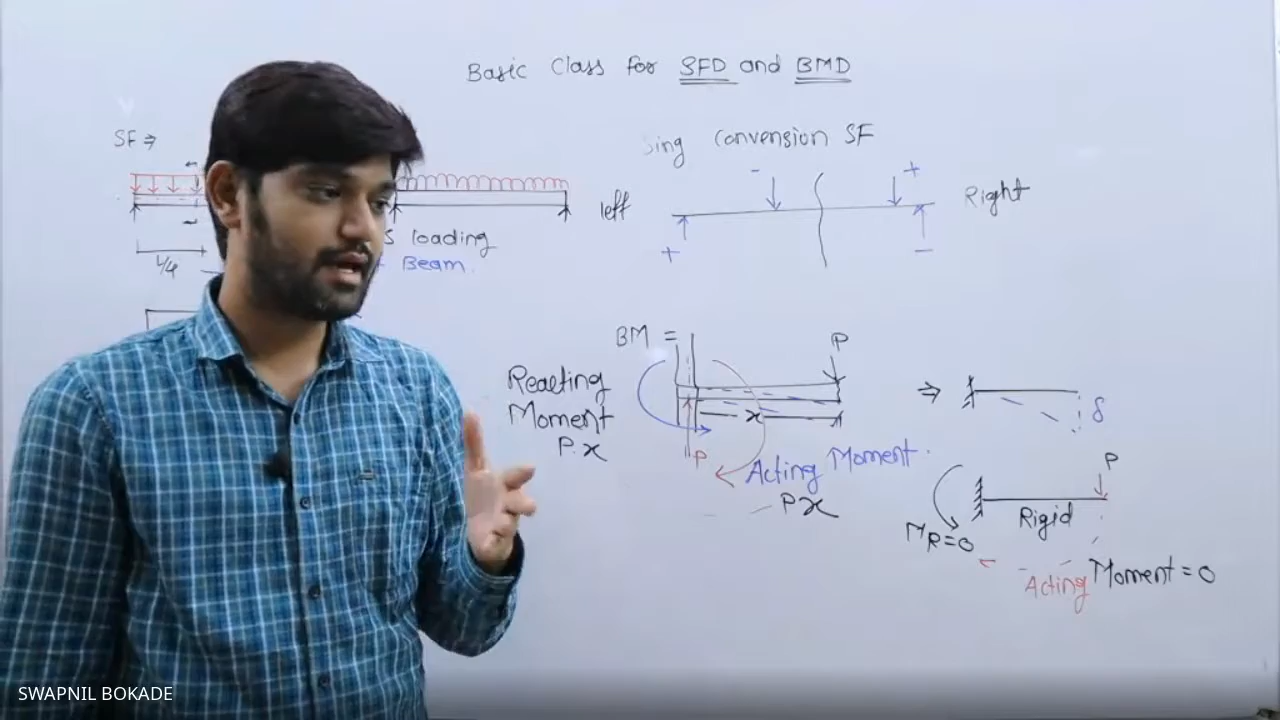 Basic Class for SFD and BMD
SF ⇒
Sing Convension SF
- +
left
Right
+ -
loading
Beam.
BM =
P
⇒
Reacting
Moment
P.x
x
δ
P
Acting Moment.
Px
P
Rigid
MR=0
Acting Moment = 0
SWAPNIL BOKADE